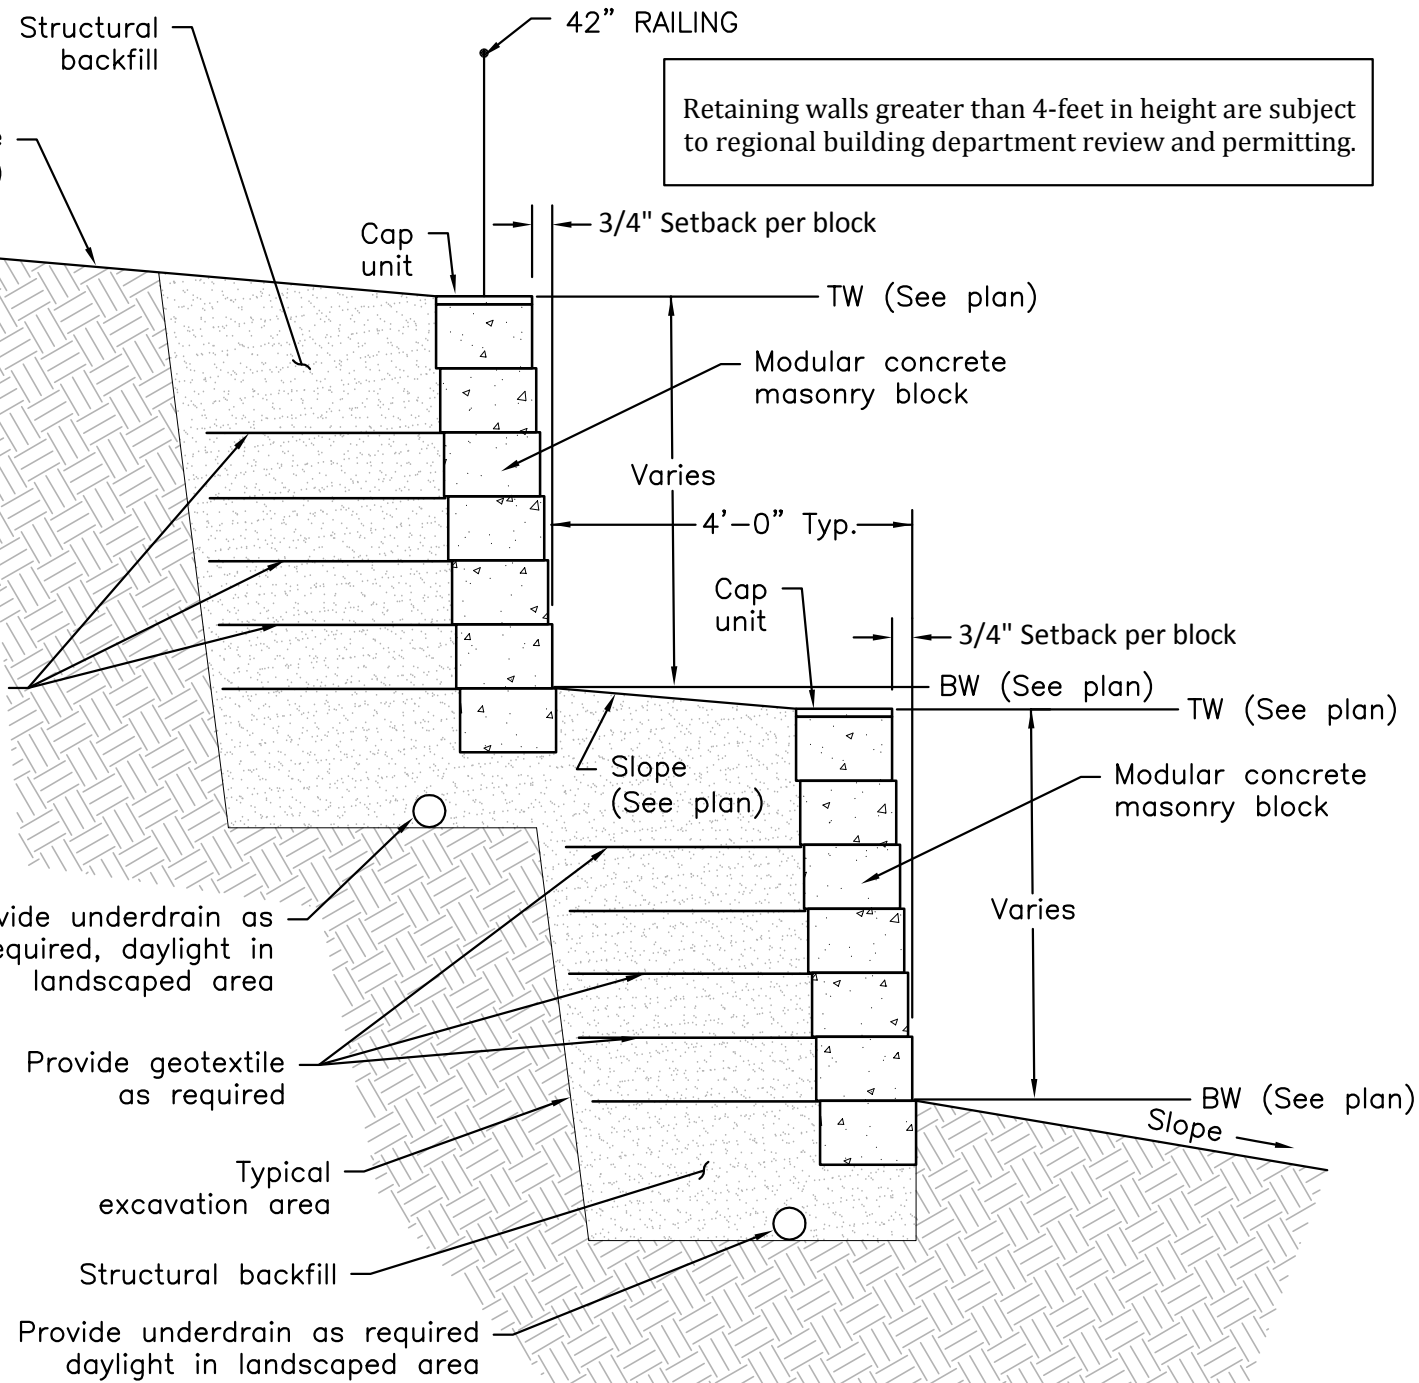 Structural
backfill
42” RAILING
Retaining walls greater than 4-feet in height are subject
to regional building department review and permitting.
3/4" Setback per block
Cap
unit
TW (See plan)
Modular concrete
masonry block
Varies
4’-0” Typ.
Cap
unit
3/4" Setback per block
BW (See plan)
TW (See plan)
Slope
(See plan)
Modular concrete
masonry block
Varies
underdrain as
daylight in
landscaped area
Provide geotextile
as required
BW (See plan)
Slope
Typical
excavation area
Structural backfill
Provide underdrain as required
daylight in landscaped area